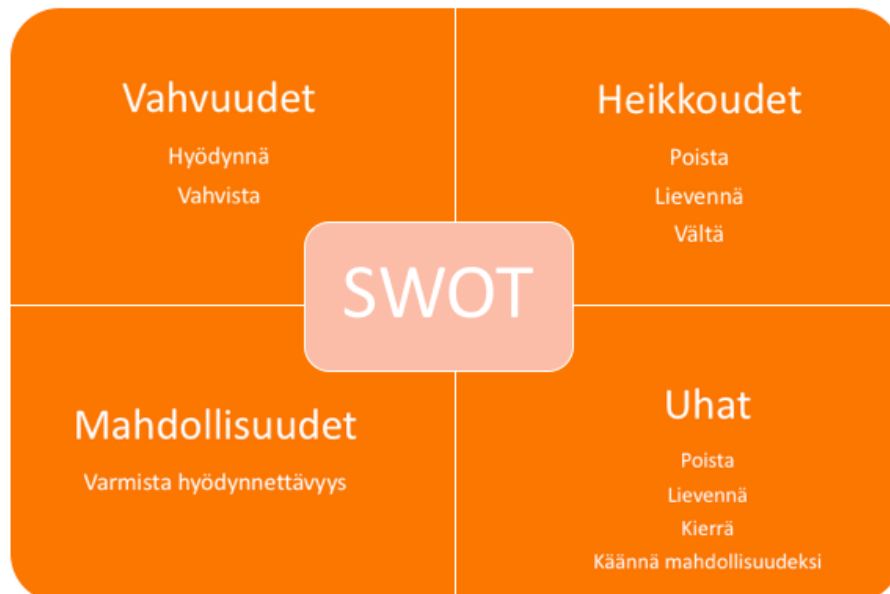 Vahvuudet
Hyödynnä
Vahvista
Heikkoudet
Poista
Lievennä
Vältä
SWOT
Mahdollisuudet
Varmista hyödynnettävyys
Uhat
Poista
Lievennä
Kierrä
Käännä mahdollisuudeksi